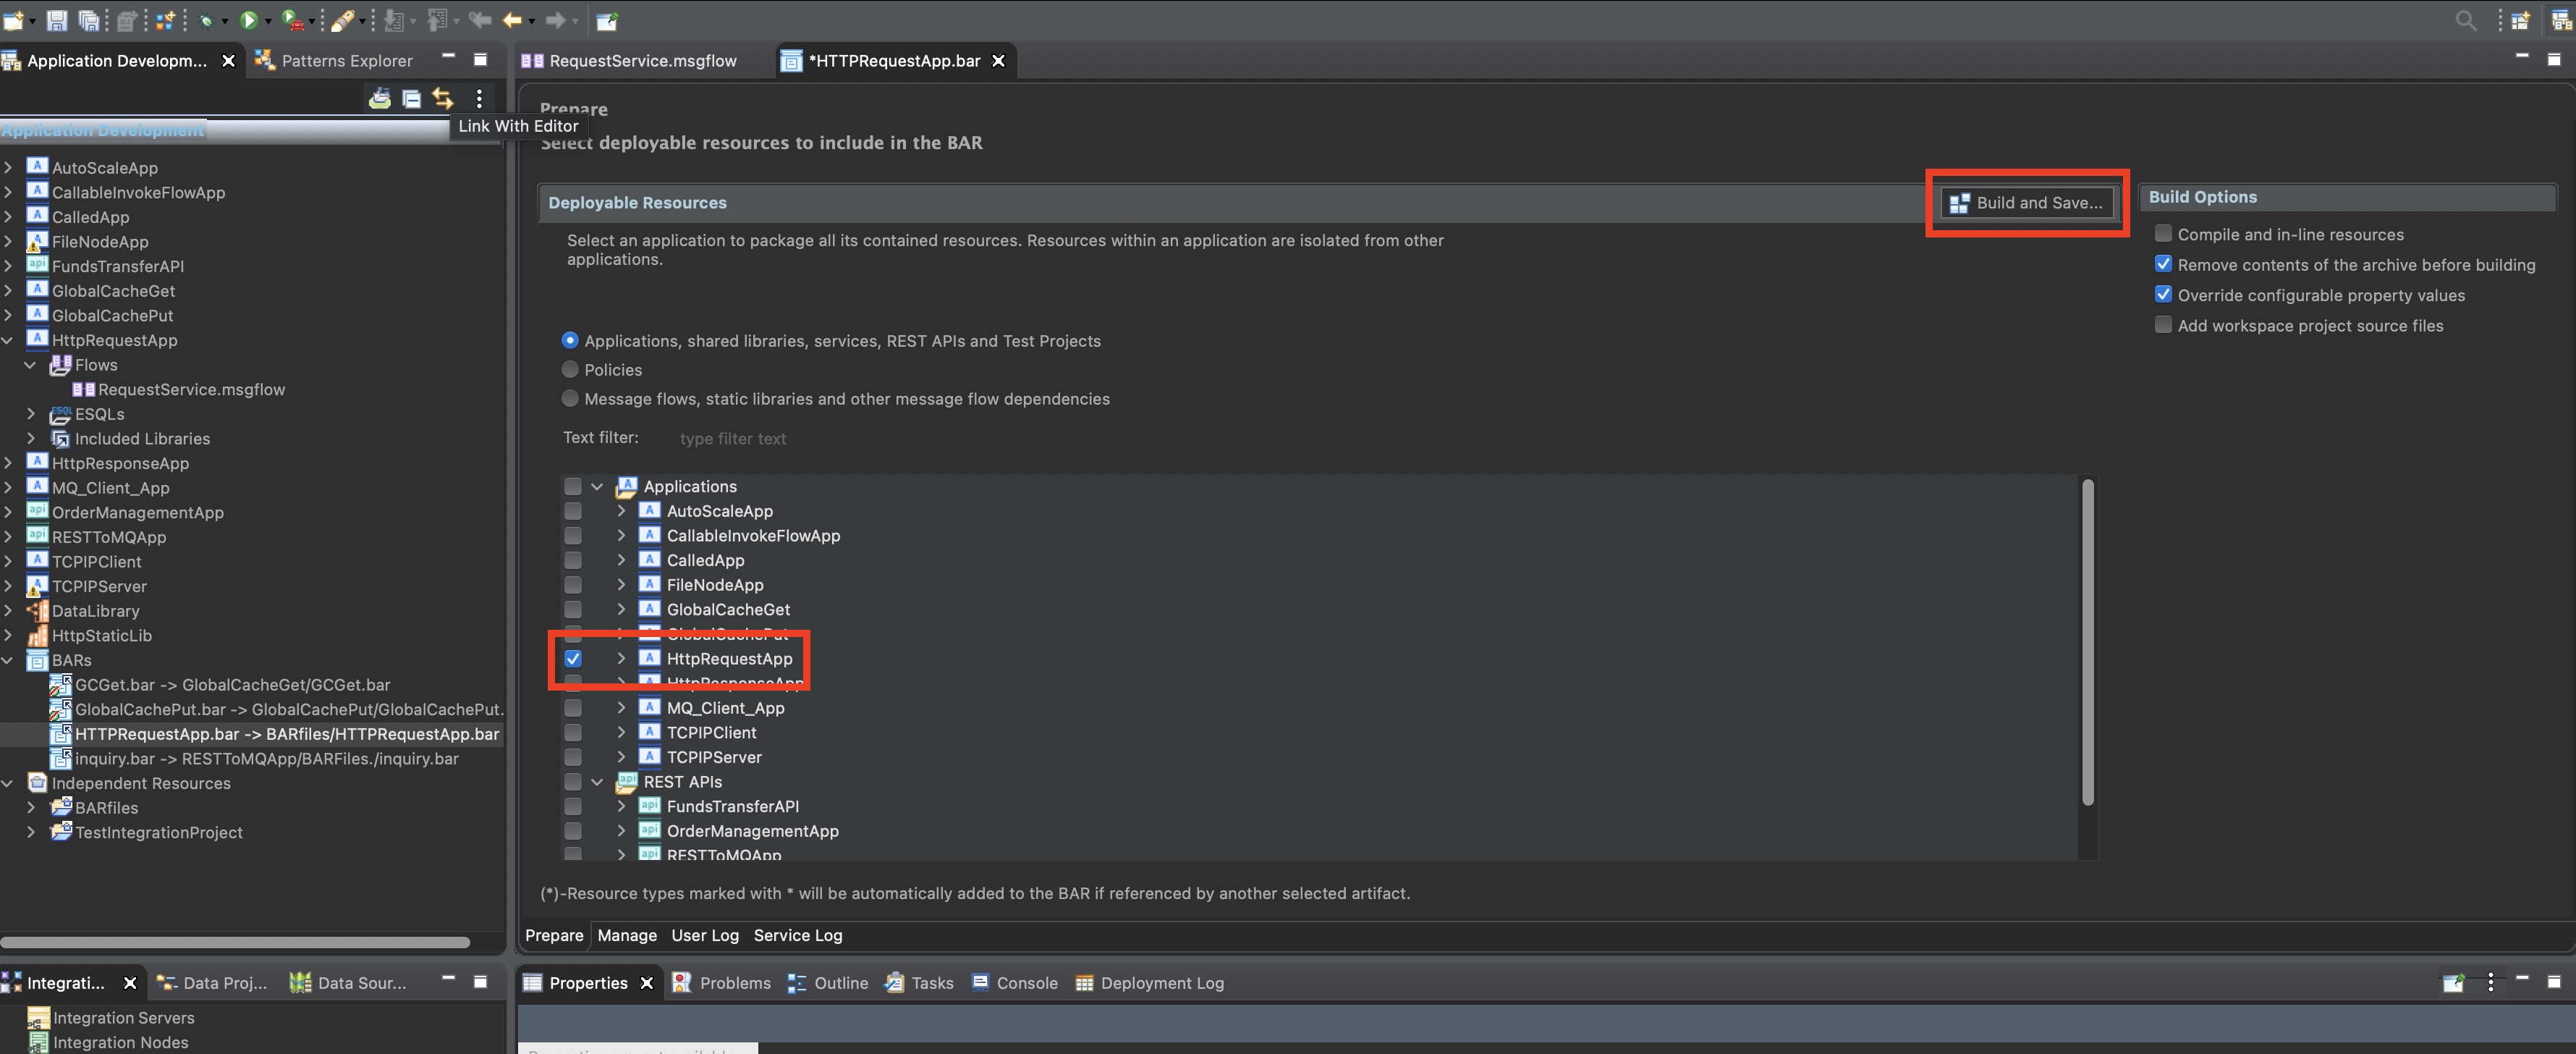 Application Developm...
Patterns Explorer
RequestService.msgflow
*HTTPRequestApp.bar
Application Development
Link With Editor
AutoScaleApp
CallableInvokeFlowApp
CalledApp
FileNodeApp
FundsTransferAPI
GlobalCacheGet
GlobalCachePut
HttpRequestApp
Flows
RequestService.msgflow
ESQLs
Included Libraries
HttpResponseApp
MQ_Client_App
OrderManagementApp
RESTToMQApp
TCPIPClient
TCPIPServer
DataLibrary
HttpStaticLib
BARs
GCGet.bar -> GlobalCacheGet/GCGet.bar
GlobalCachePut.bar -> GlobalCachePut/GlobalCachePut.
HTTPRequestApp.bar -> BARfiles/HTTPRequestApp.bar
inquiry.bar -> RESTToMQApp/BARFiles./inquiry.bar
Independent Resources
BARfiles
TestIntegrationProject
Prepare
Select deployable resources to include in the BAR
Deployable Resources
Build and Save...
Select an application to package all its contained resources. Resources within an application are isolated from other
applications.
Applications, shared libraries, services, REST APIs and Test Projects
Policies
Message flows, static libraries and other message flow dependencies
Text filter:
type filter text
Applications
AutoScaleApp
CallableInvokeFlowApp
CalledApp
FileNodeApp
GlobalCacheGet
GlobalCachePut
HttpRequestApp
HttpResponseApp
MQ_Client_App
TCPIPClient
TCPIPServer
REST APIs
FundsTransferAPI
OrderManagementApp
RESTToMQApp
(*)-Resource types marked with * will be automatically added to the BAR if referenced by another selected artifact.
Prepare
Manage
User Log
Service Log
Build Options
Compile and in-line resources
Remove contents of the archive before building
Override configurable property values
Add workspace project source files
Integrati...
Data Proj...
Data Sour...
Integration Servers
Integration Nodes
Properties
Problems
Outline
Tasks
Console
Deployment Log